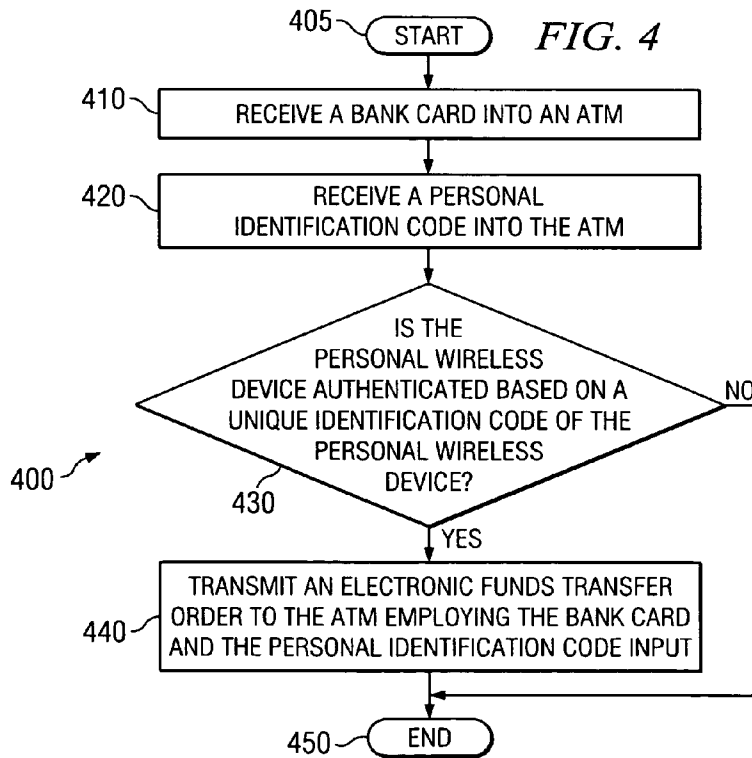 405
START
FIG. 4
410
RECEIVE A BANK CARD INTO AN ATM
420
RECEIVE A PERSONAL
IDENTIFICATION CODE INTO THE ATM
IS THE
PERSONAL WIRELESS
DEVICE AUTHENTICATED BASED ON A
UNIQUE IDENTIFICATION CODE OF THE
PERSONAL WIRELESS
DEVICE?
NO
400
430
YES
440
TRANSMIT AN ELECTRONIC FUNDS TRANSFER
ORDER TO THE ATM EMPLOYING THE BANK CARD
AND THE PERSONAL IDENTIFICATION CODE INPUT
450
END